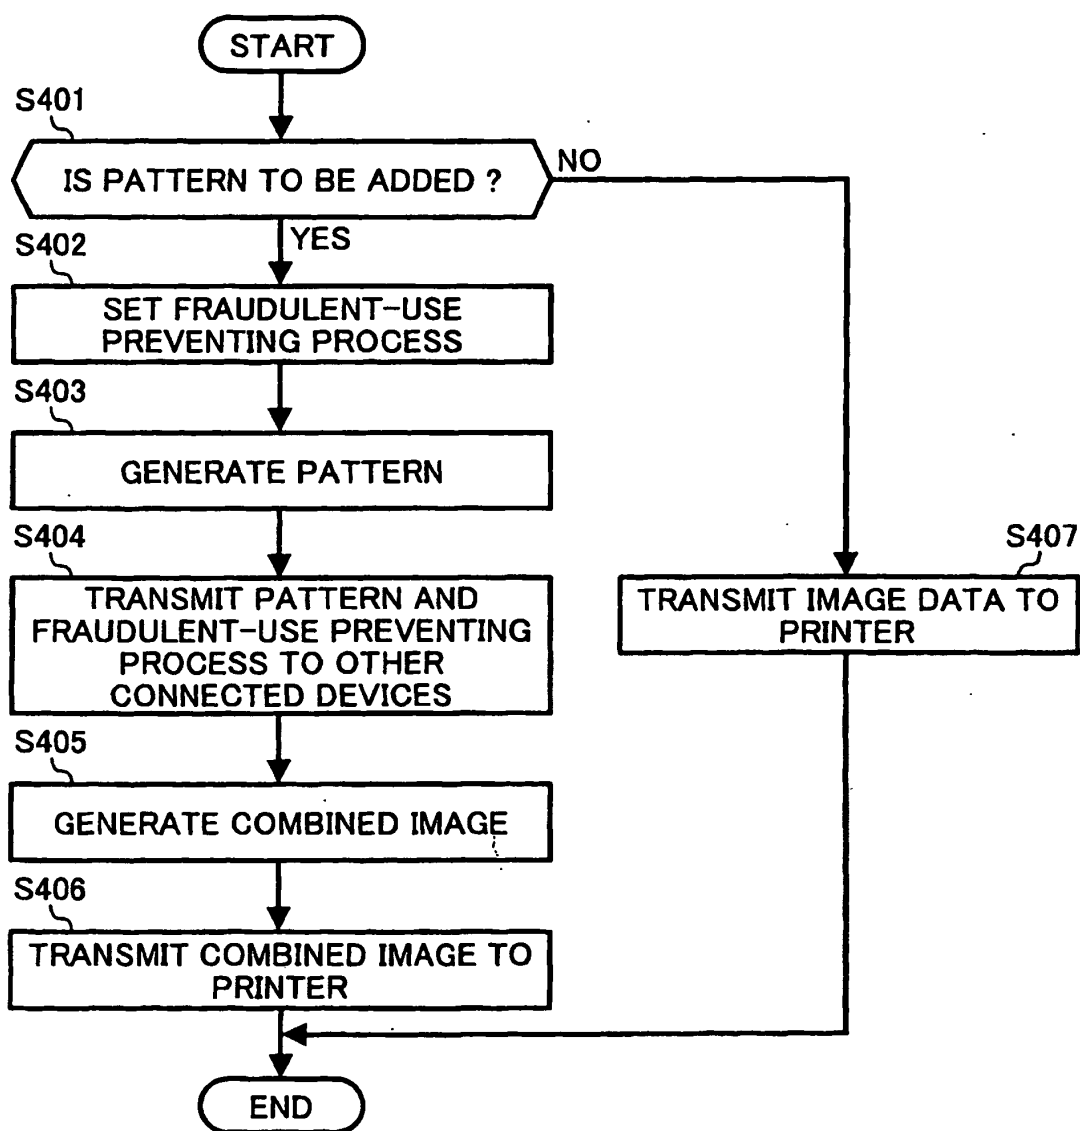 START
S401
IS PATTERN TO BE ADDED ?
NO
YES
S402
SET FRAUDULENT-USE
PREVENTING PROCESS
S403
GENERATE PATTERN
S404
TRANSMIT PATTERN AND
FRAUDULENT-USE PREVENTING
PROCESS TO OTHER
CONNECTED DEVICES
S407
TRANSMIT IMAGE DATA TO
PRINTER
S405
GENERATE COMBINED IMAGE
S406
TRANSMIT COMBINED IMAGE TO
PRINTER
END